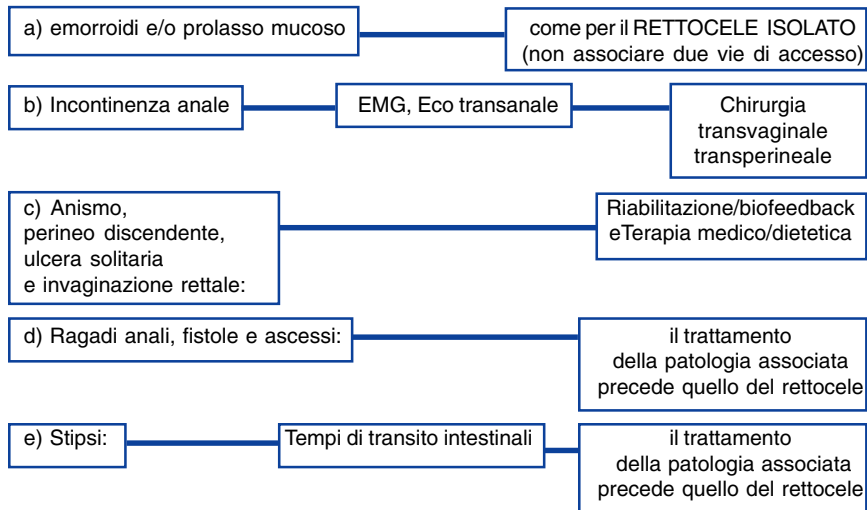 a) emorroidi e/o prolasso mucoso
come per il RETTOCELE ISOLATO
(non associare due vie di accesso)
b) Incontinenza anale
EMG, Eco transanale
Chirurgia
transvaginale
transperineale
c) Anismo,
perineo discendente,
ulcera solitaria
e invaginazione rettale:
Riabilitazione/biofeedback
eTerapia medico/dietetica
d) Ragadi anali, fistole e ascessi:
il trattamento
della patologia associata
precede quello del rettocele
e) Stipsi:
Tempi di transito intestinali
il trattamento
della patologia associata
precede quello del rettocele